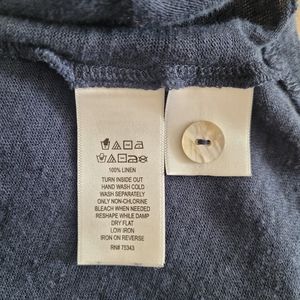 100% LINEN
TURN INSIDE OUT
HAND WASH COLD
WASH SEPARATELY
ONLY NON-CHLORINE
BLEACH WHEN NEEDED
RESHAPE WHILE DAMP
DRY FLAT
LOW IRON
IRON ON REVERSE
RN# 75343